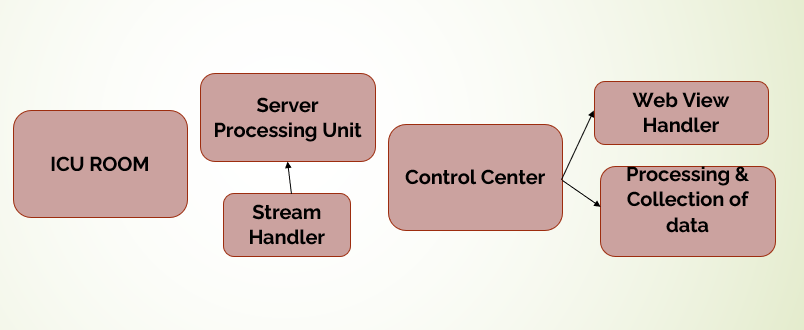 ICU ROOM
Server
Processing Unit
Stream
Handler
Control Center
Web View
Handler
Processing &
Collection of
data